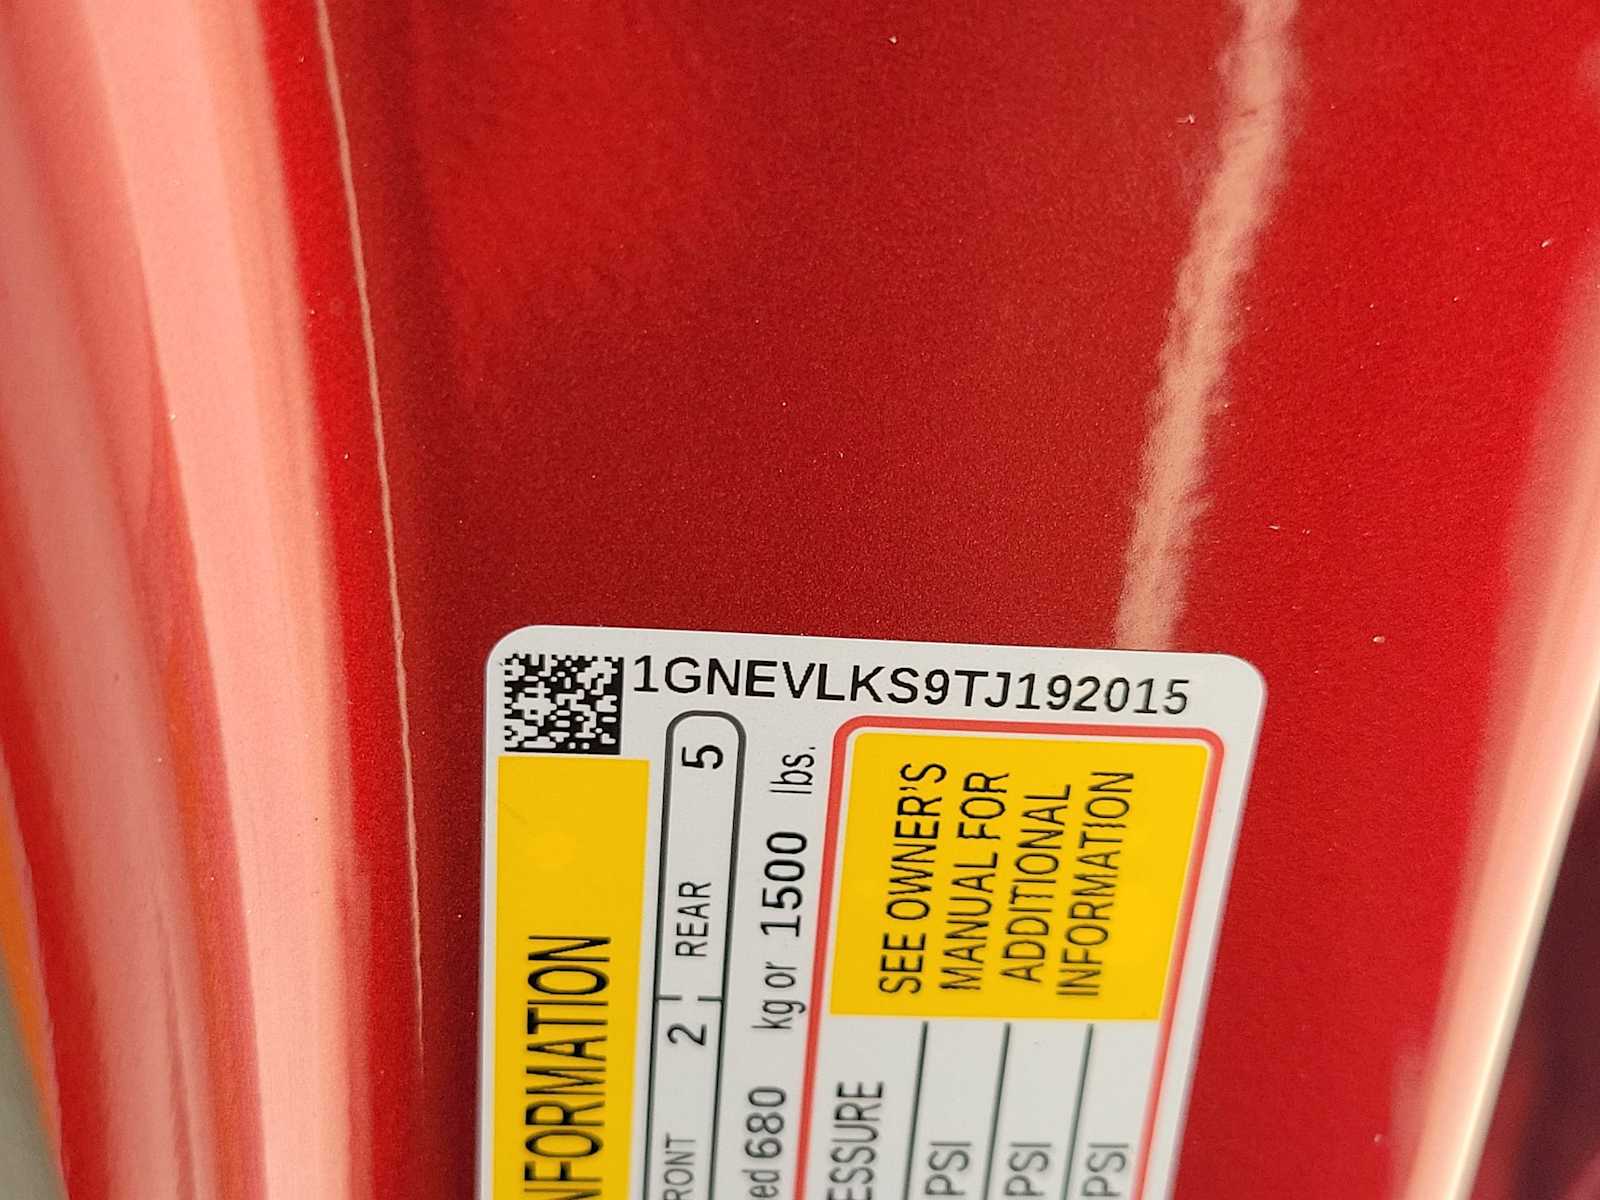 1GNEVLKS9TJ192015
NFORMATION
RONT 2 REAR 5
ed 680 kg or 1500 lbs.
ESSURE
PSI
PSI
PSI
SEE OWNER'S
MANUAL FOR
ADDITIONAL
INFORMATION